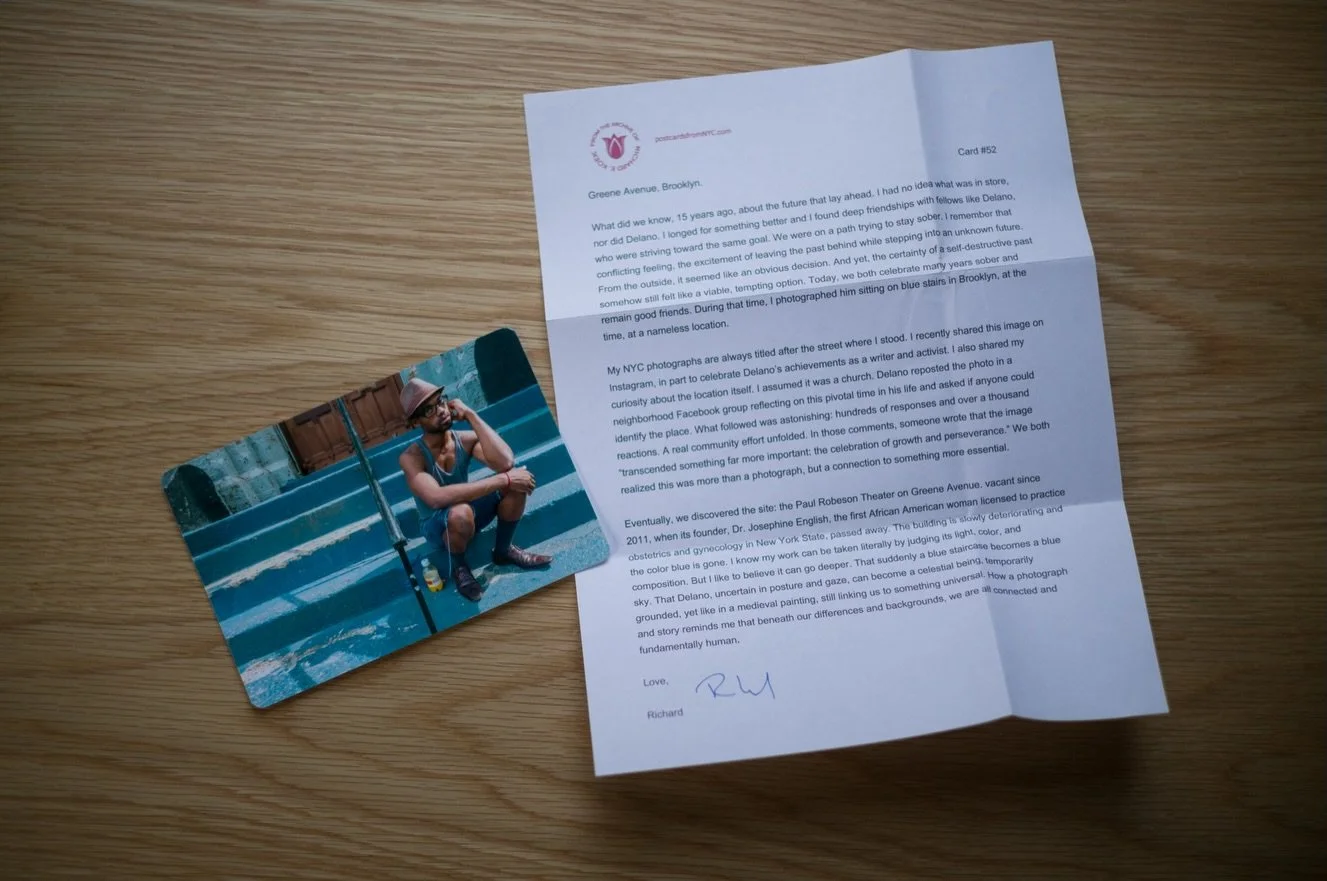 FROM THE ARCHIVE OF RICHARD F. KOEK
postcardsfromNYC.com
Card #52
Greene Avenue, Brooklyn.
What did we know, 15 years ago, about the future that lay ahead. I had no idea what was in store,
nor did Delano. I longed for something better and I found deep friendships with fellows like Delano,
who were striving toward the same goal. We were on a path trying to stay sober. I remember that
conflicting feeling, the excitement of leaving the past behind while stepping into an unknown future.
From the outside, it seemed like an obvious decision. And yet, the certainty of a self-destructive past
somehow still felt like a viable, tempting option. Today, we both celebrate many years sober and
remain good friends. During that time, I photographed him sitting on blue stairs in Brooklyn, at the
time, at a nameless location.
My NYC photographs are always titled after the street where I stood. I recently shared this image on
Instagram, in part to celebrate Delano's achievements as a writer and activist. I also shared my
curiosity about the location itself. I assumed it was a church. Delano reposted the photo in a
neighborhood Facebook group reflecting on this pivotal time in his life and asked if anyone could
identify the place. What followed was astonishing: hundreds of responses and over a thousand
reactions. A real community effort unfolded. In those comments, someone wrote that the image
"transcended something far more important: the celebration of growth and perseverance." We both
realized this was more than a photograph, but a connection to something more essential.
Eventually, we discovered the site: the Paul Robeson Theater on Greene Avenue. vacant since
2011, when its founder, Dr. Josephine English, the first African American woman licensed to practice
obstetrics and gynecology in New York State, passed away. The building is slowly deteriorating and
the color blue is gone. I know my work can be taken literally by judging its light, color, and
composition. But I like to believe it can go deeper. That suddenly a blue staircase becomes a blue
sky. That Delano, uncertain in posture and gaze, can become a celestial being, temporarily
grounded, yet like in a medieval painting, still linking us to something universal. How a photograph
and story reminds me that beneath our differences and backgrounds, we are all connected and
fundamentally human.
Love,
Richard